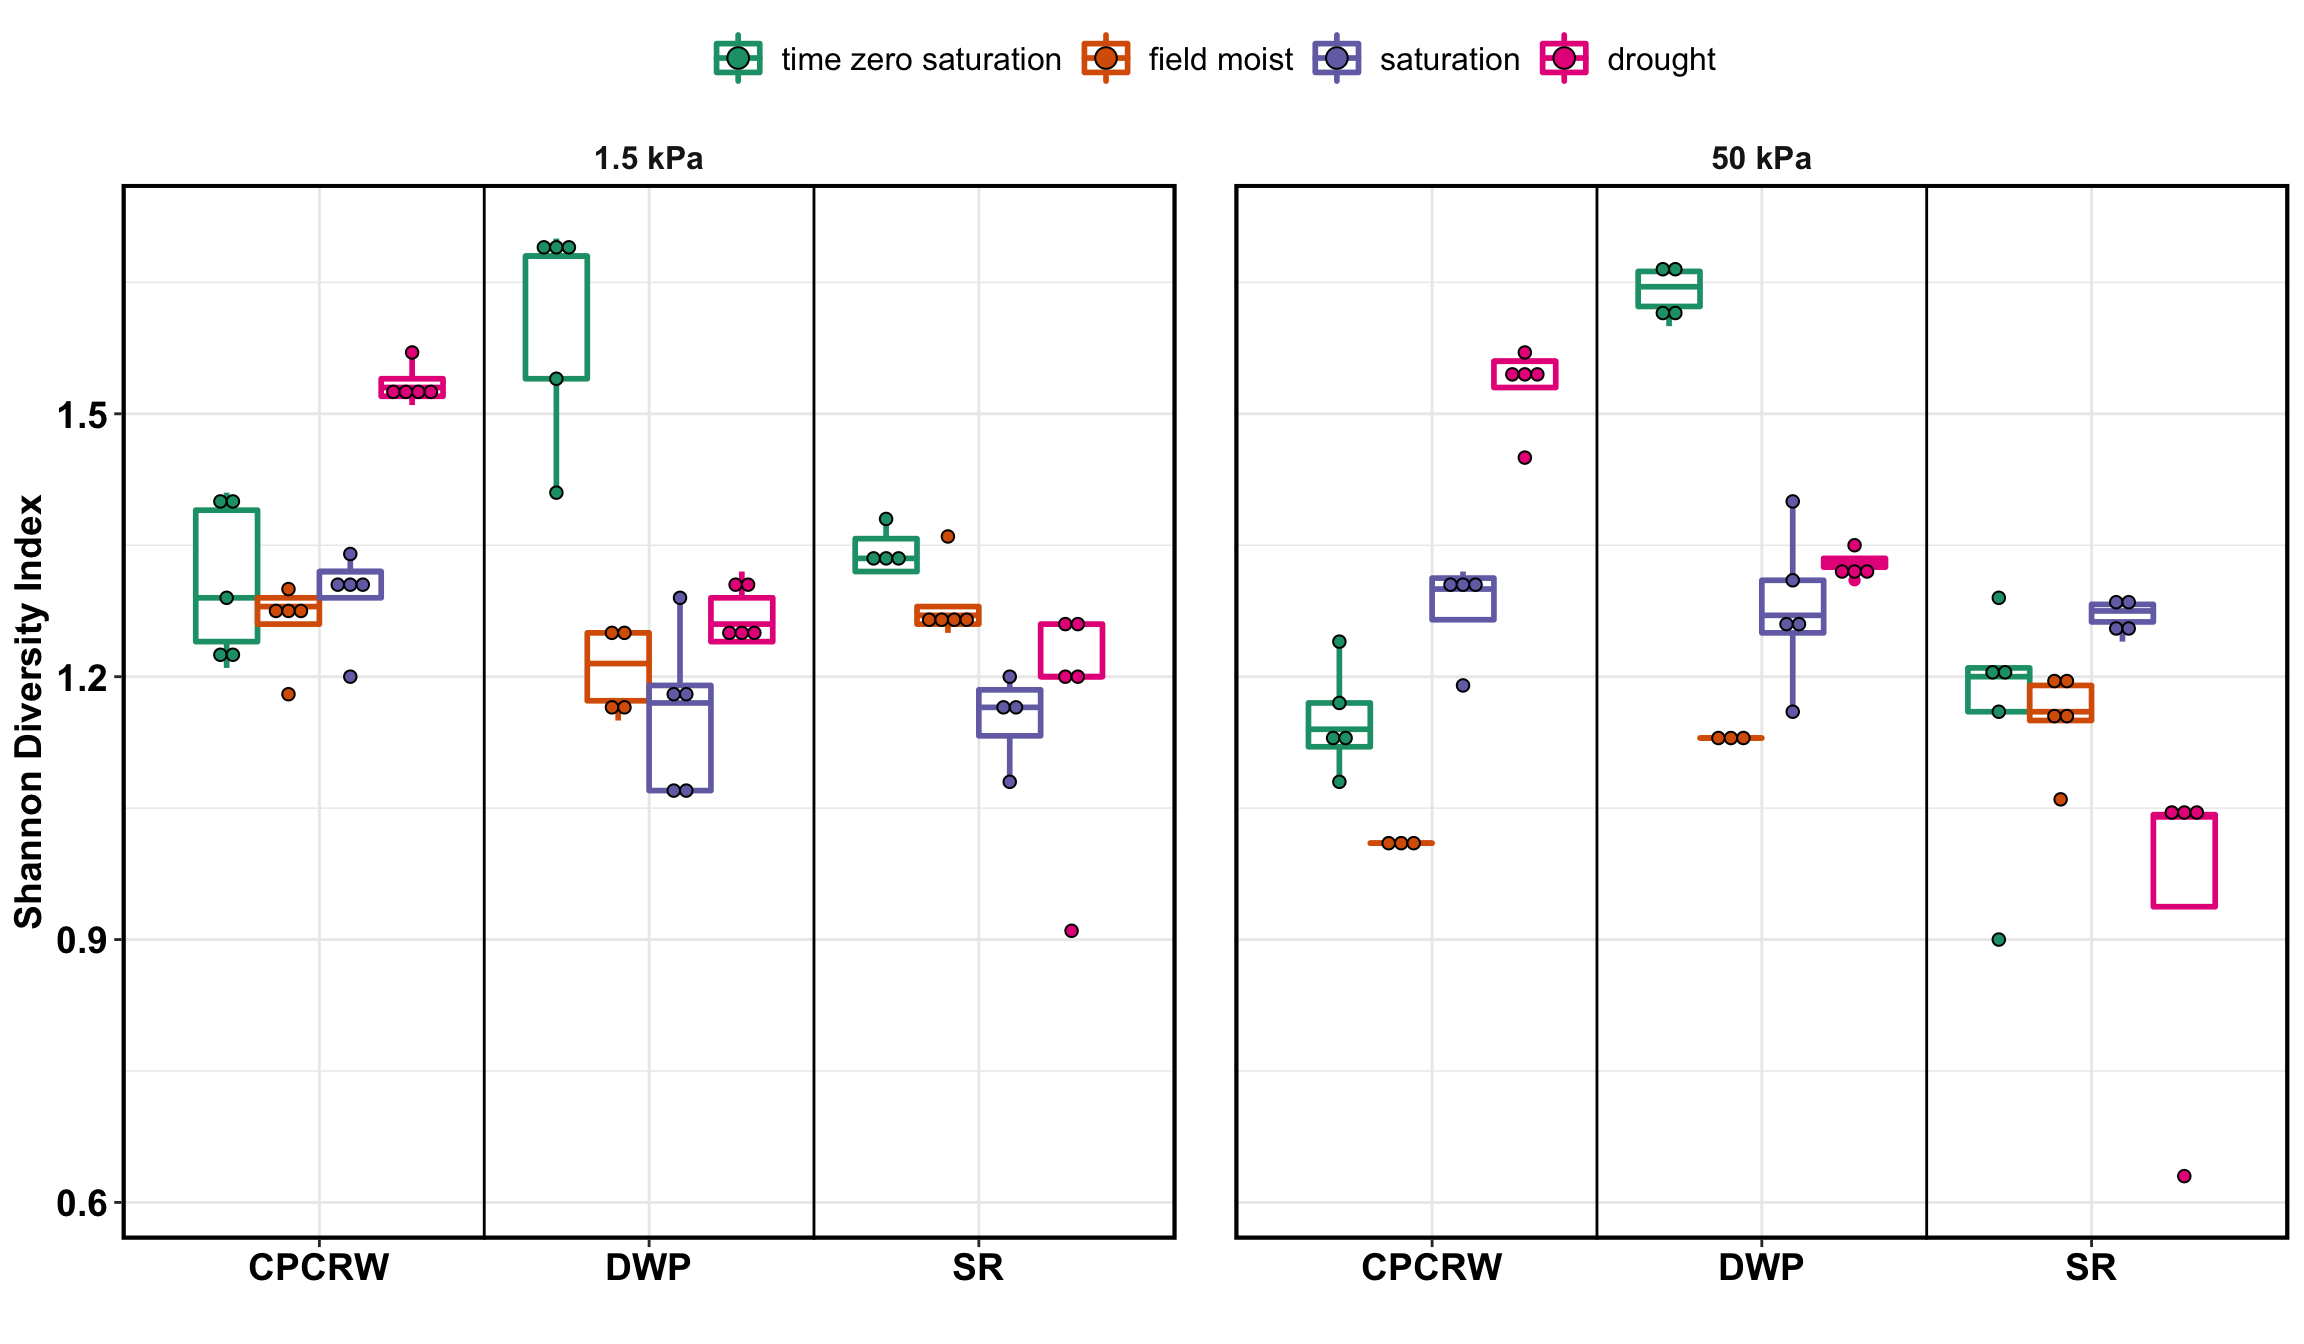 time zero saturation field moist saturation drought
1.5 kPa 50 kPa
Shannon Diversity Index
1.5
1.2
0.9
0.6
CPCRW DWP SR CPCRW DWP SR